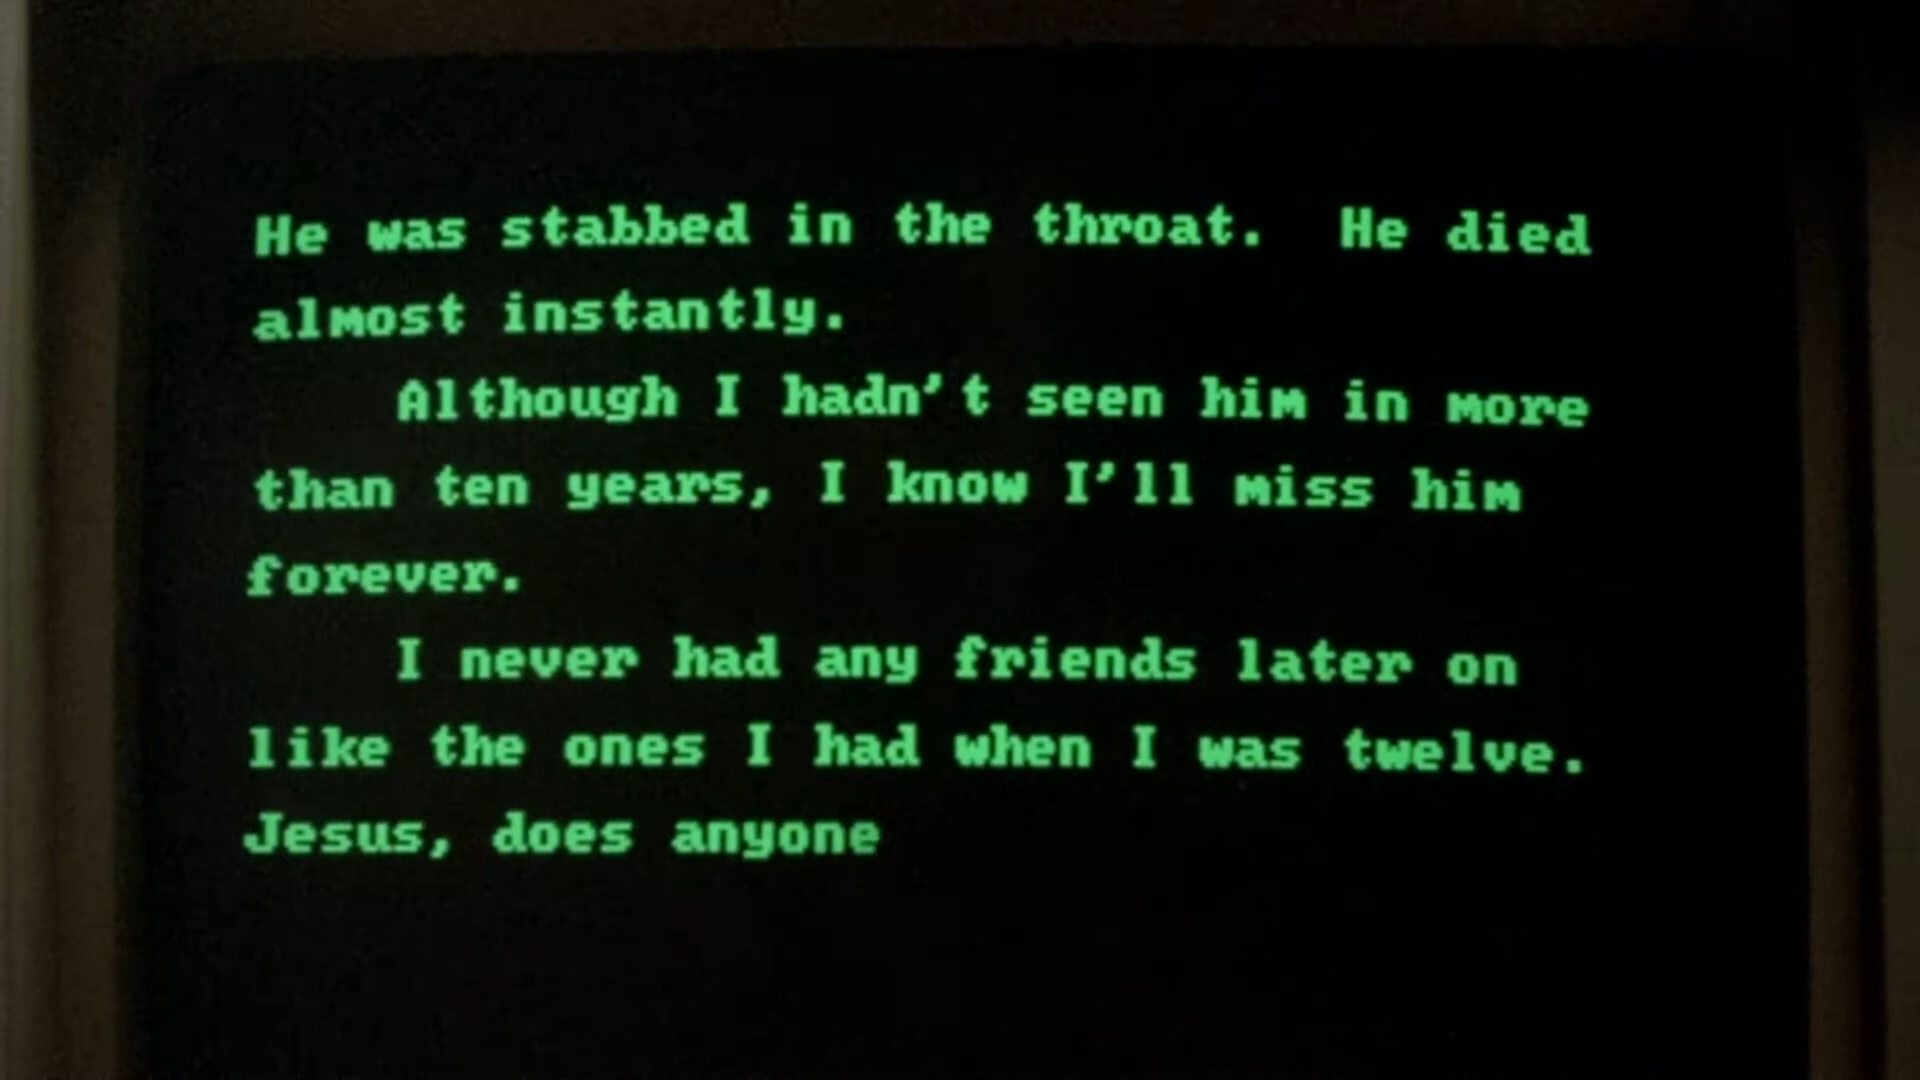 He was stabbed in the throat.  He died
almost instantly.
Although I hadn't seen him in more
than ten years, I know I'll miss him
forever.
I never had any friends later on
like the ones I had when I was twelve.
Jesus, does anyone